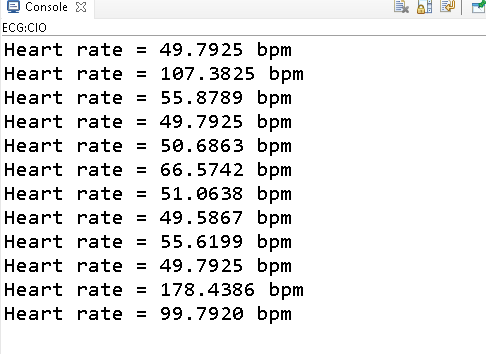 Console
ECG:CIO
Heart rate = 49.7925 bpm
Heart rate = 107.3825 bpm
Heart rate = 55.8789 bpm
Heart rate = 49.7925 bpm
Heart rate = 50.6863 bpm
Heart rate = 66.5742 bpm
Heart rate = 51.0638 bpm
Heart rate = 49.5867 bpm
Heart rate = 55.6199 bpm
Heart rate = 49.7925 bpm
Heart rate = 178.4386 bpm
Heart rate = 99.7920 bpm